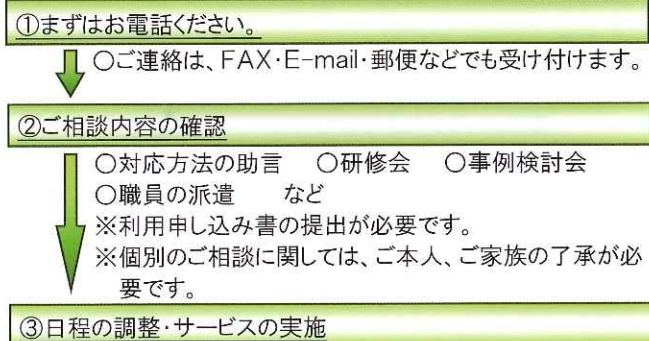 ①まずはお電話ください。
○ご連絡は、FAX・E-mail・郵便などでも受け付けます。
②ご相談内容の確認
○対応方法の助言　○研修会　○事例検討会
○職員の派遣　など
※利用申し込み書の提出が必要です。
※個別のご相談に関しては、ご本人、ご家族の了承が必
要です。
③日程の調整・サービスの実施